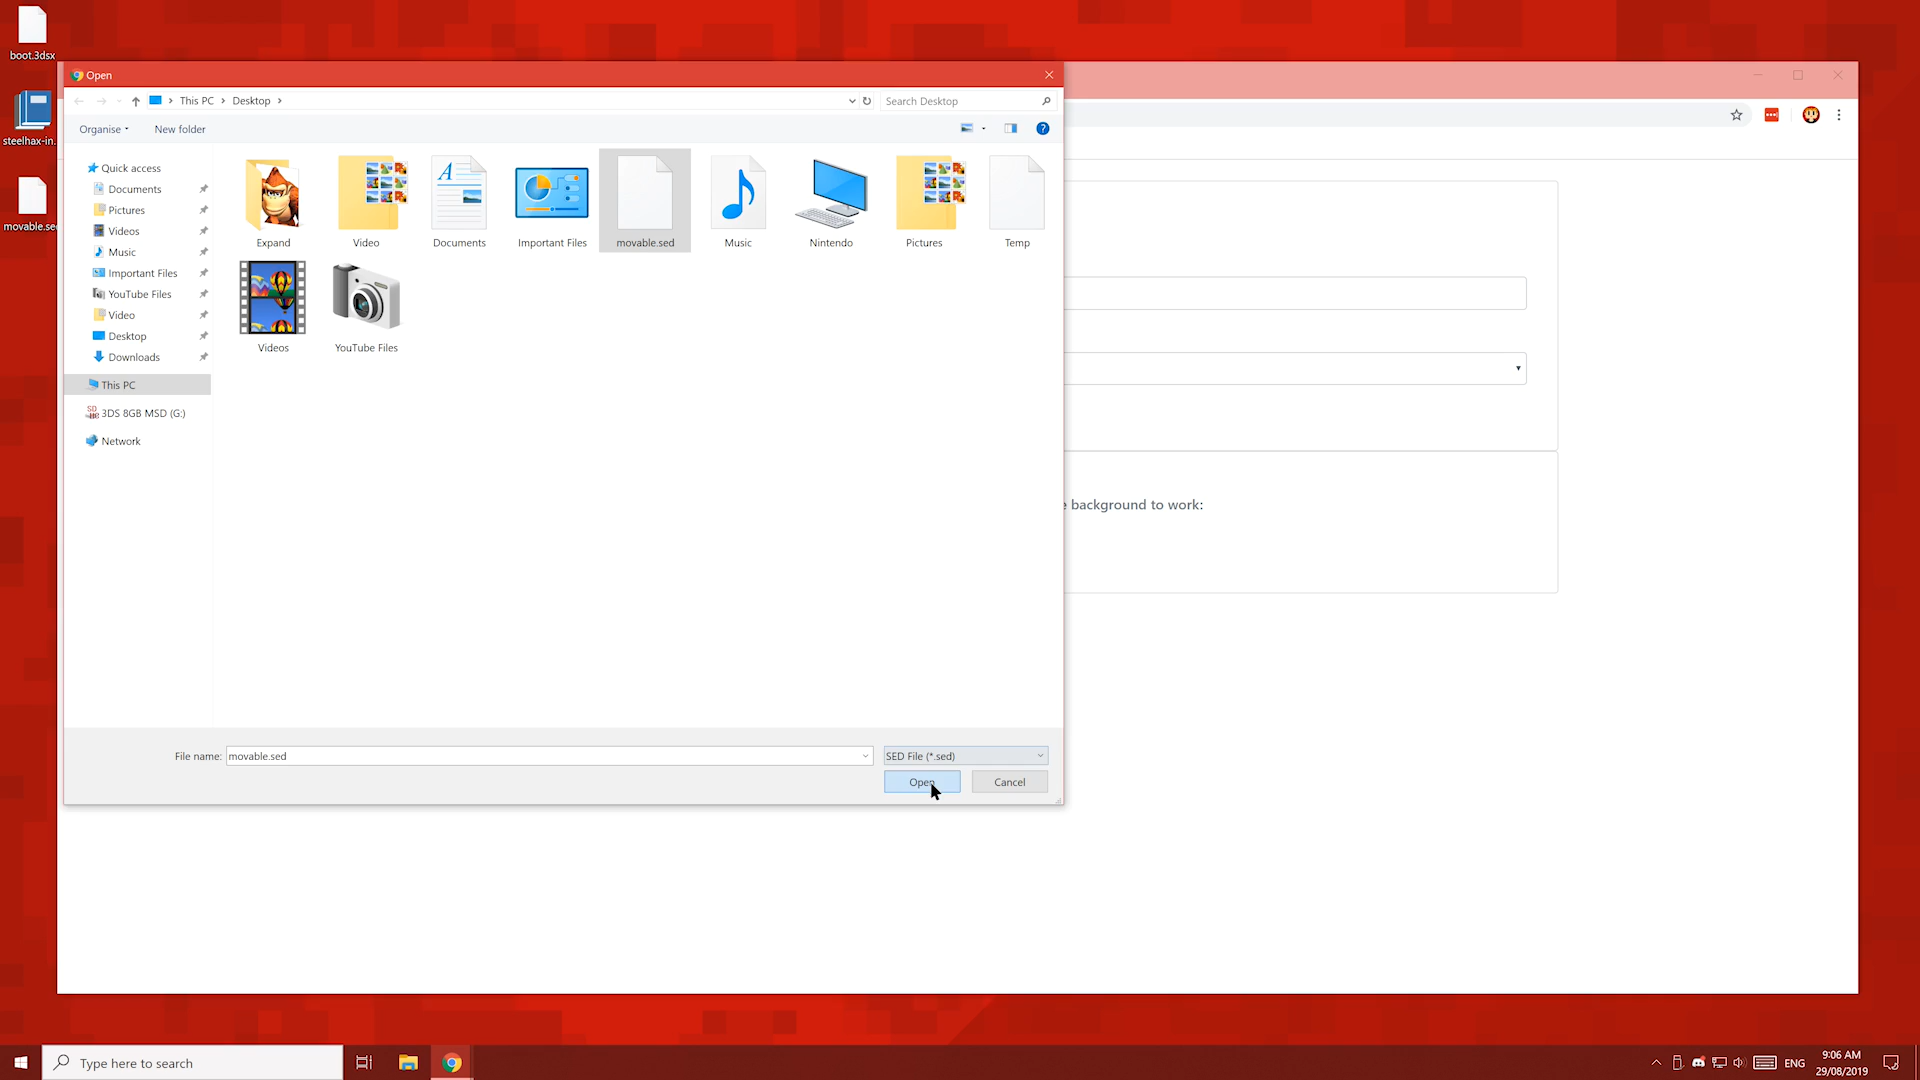 boot.3dsx
steelhax-in.
movable.sed
Open
This PC
Desktop
Search Desktop
Organise
New folder
Quick access
Documents
Pictures
Videos
Music
Important Files
YouTube Files
Video
Desktop
Downloads
This PC
3DS 8GB MSD (G:)
Network
Expand
Video
Documents
Important Files
movable.sed
Music
Nintendo
Pictures
Temp
Videos
YouTube Files
background to work:
File name:
movable.sed
SED File (*.sed)
Open
Cancel
Type here to search
ENG
9:06 AM
29/08/2019